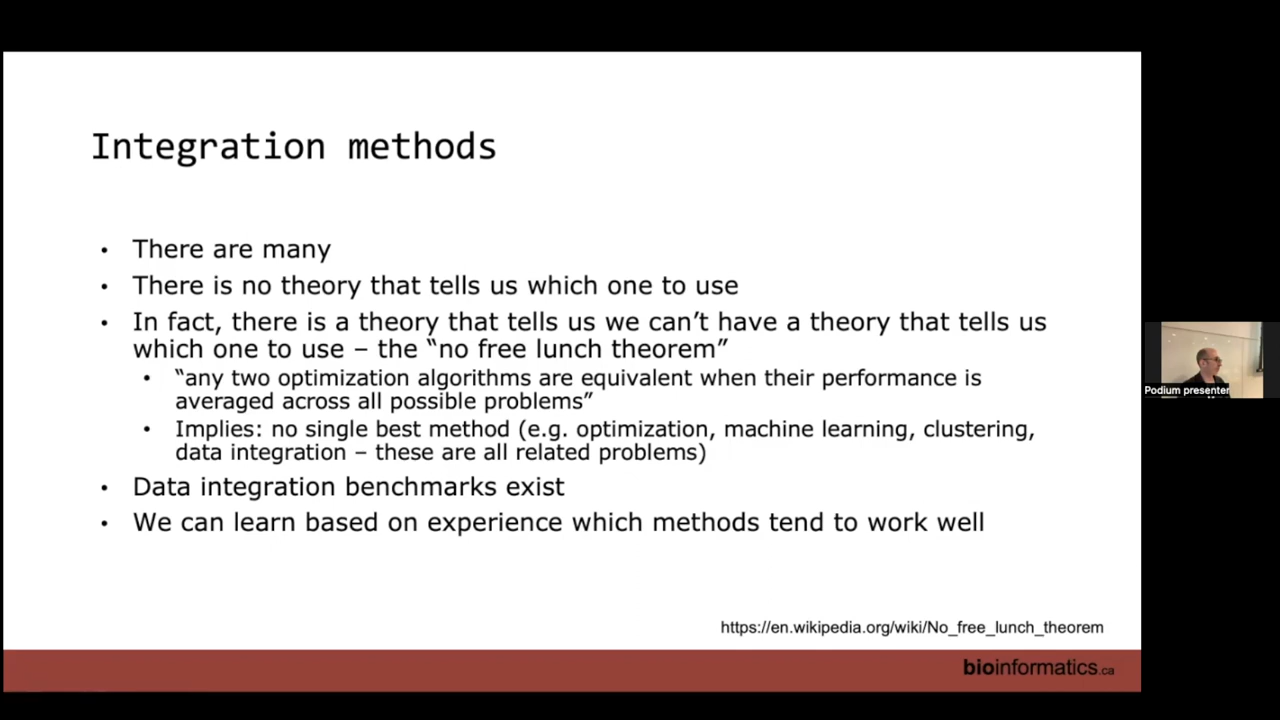 Integration methods
• There are many
• There is no theory that tells us which one to use
• In fact, there is a theory that tells us we can’t have a theory that tells us
which one to use – the “no free lunch theorem”
• “any two optimization algorithms are equivalent when their performance is
averaged across all possible problems”
• Implies: no single best method (e.g. optimization, machine learning, clustering,
data integration – these are all related problems)
• Data integration benchmarks exist
• We can learn based on experience which methods tend to work well
Podium presenter
https://en.wikipedia.org/wiki/No_free_lunch_theorem
bioinformatics.ca